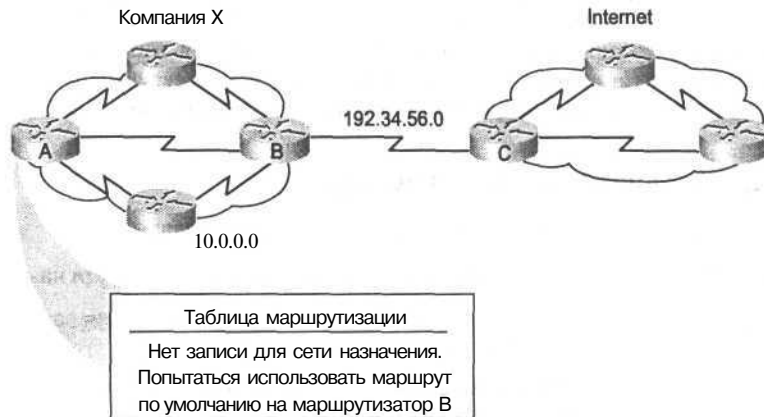 Компания X
Internet
192.34.56.0
A
B
C
10.0.0.0
Таблица маршрутизации
Нет записи для сети назначения.
Попытаться использовать маршрут
по умолчанию на маршрутизатор B